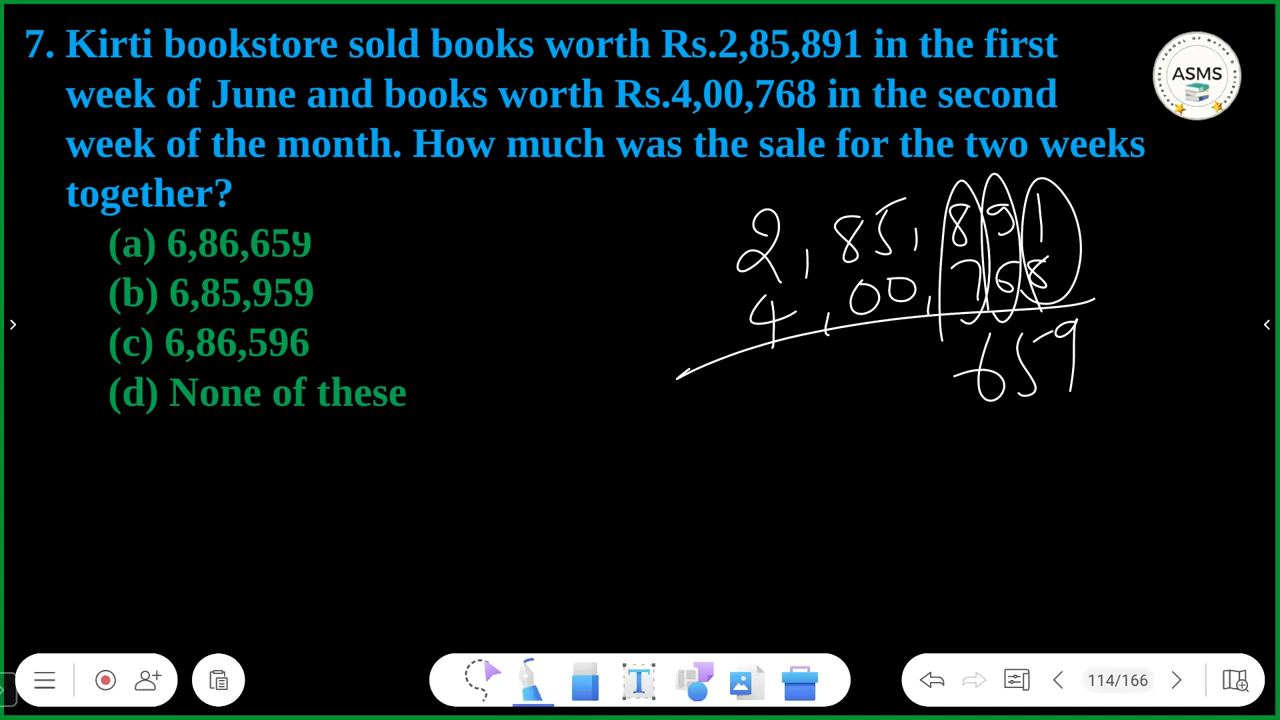 7. Kirti bookstore sold books worth Rs.2,85,891 in the first
week of June and books worth Rs.4,00,768 in the second
week of the month. How much was the sale for the two weeks
together?
(a) 6,86,659
(b) 6,85,959
(c) 6,86,596
(d) None of these
2,85,891
4,00,768
659
ASMS
114/166